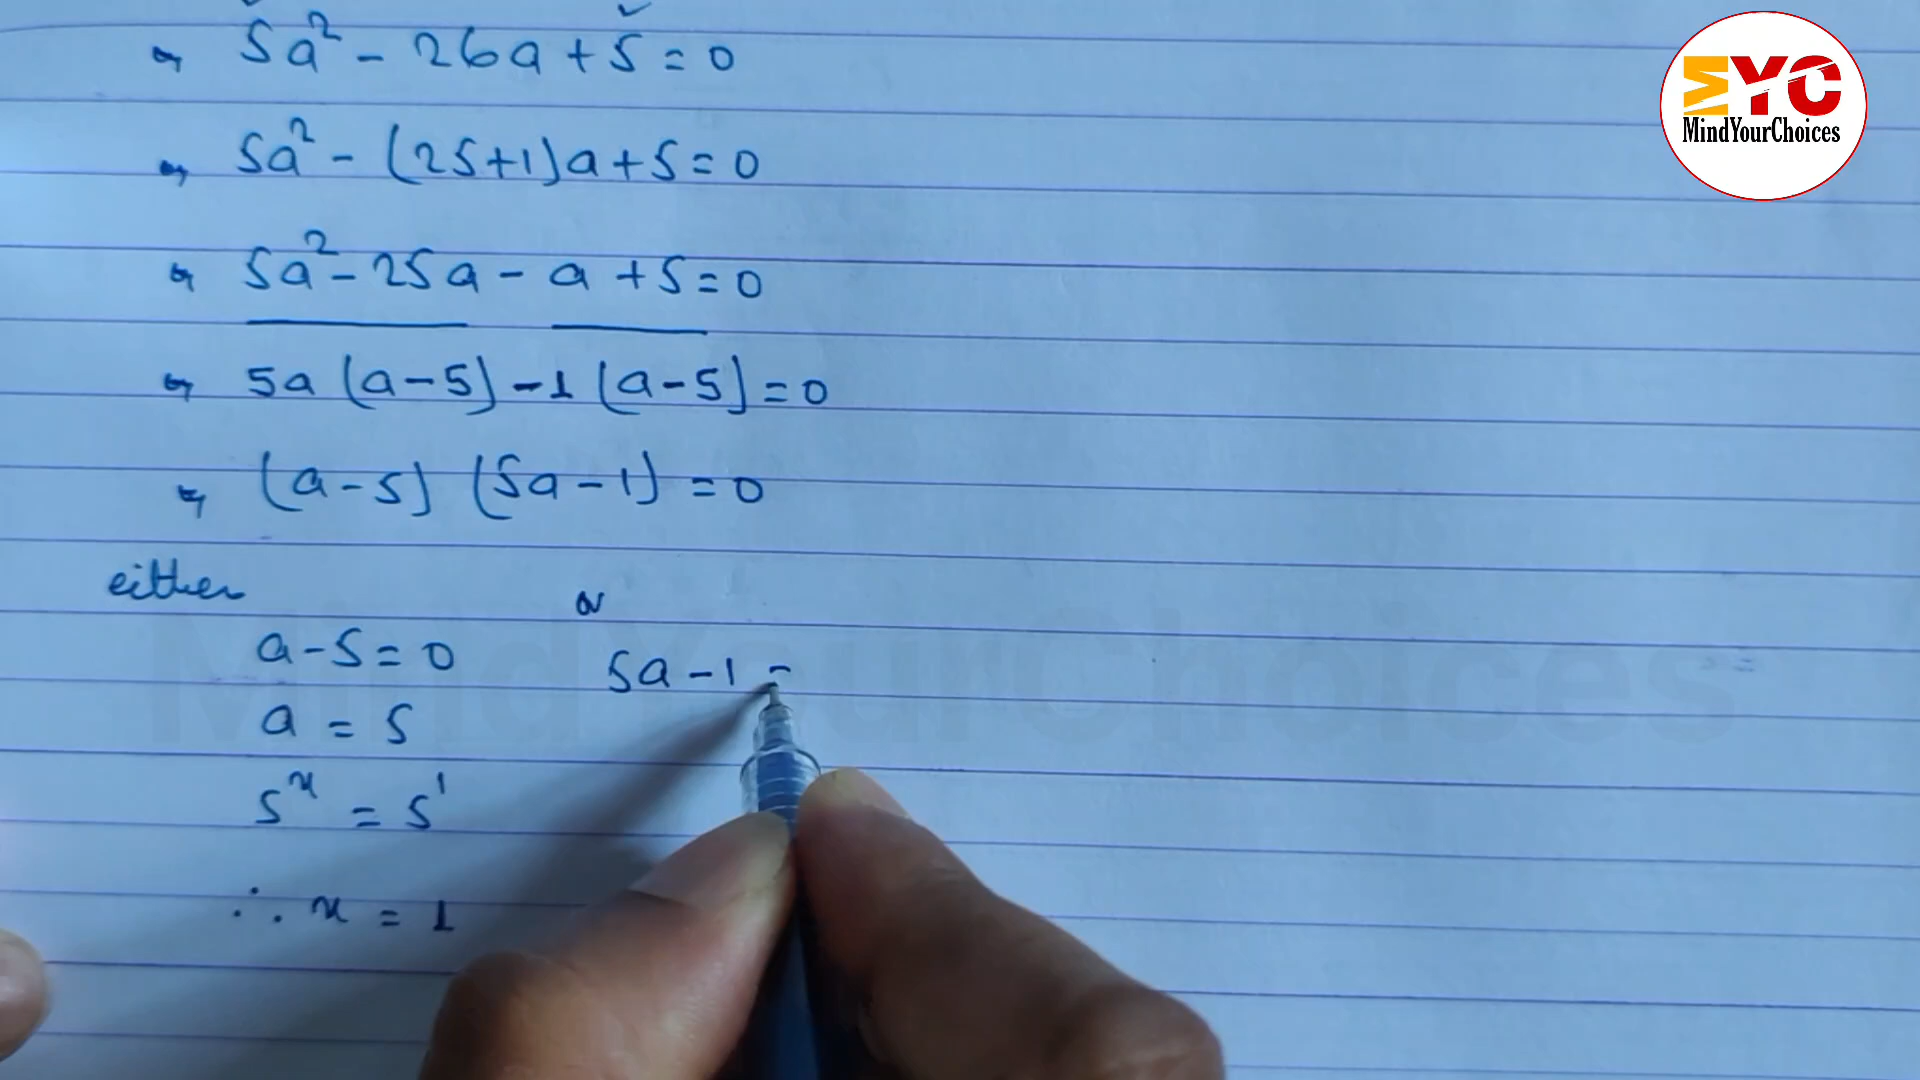 5a² - 26a + 5 = 0
MYC
MindYourChoices
5a² - (25+1)a + 5 = 0
5a² - 25a - a + 5 = 0
5a (a-5) -1 (a-5) = 0
(a-5) (5a-1) = 0
either
or
a - 5 = 0
5a - 1 =
a = 5
5ˣ = 5¹
∴ x = 1
MindYourChoices